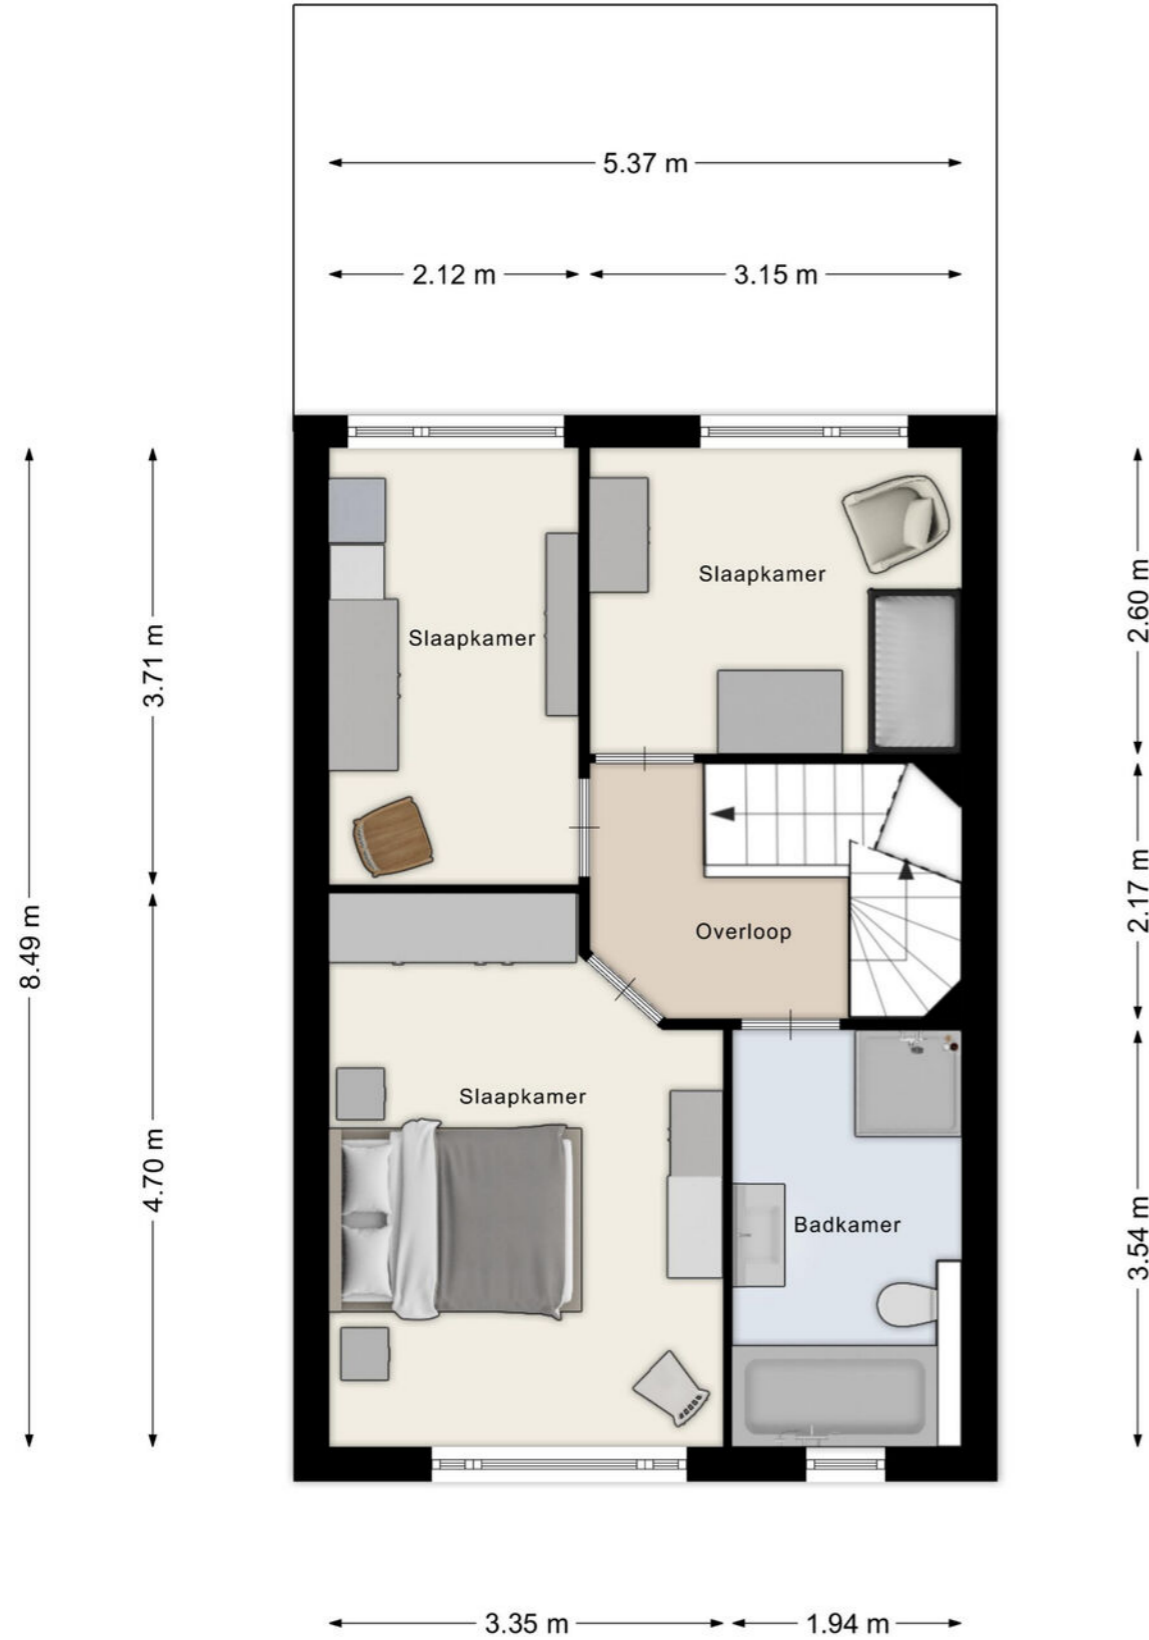 5.37 m
2.12 m
3.15 m
Slaapkamer
2.60 m
Slaapkamer
3.71 m
8.49 m
2.17 m
Overloop
Slaapkamer
4.70 m
Badkamer
3.54 m
3.35 m
1.94 m